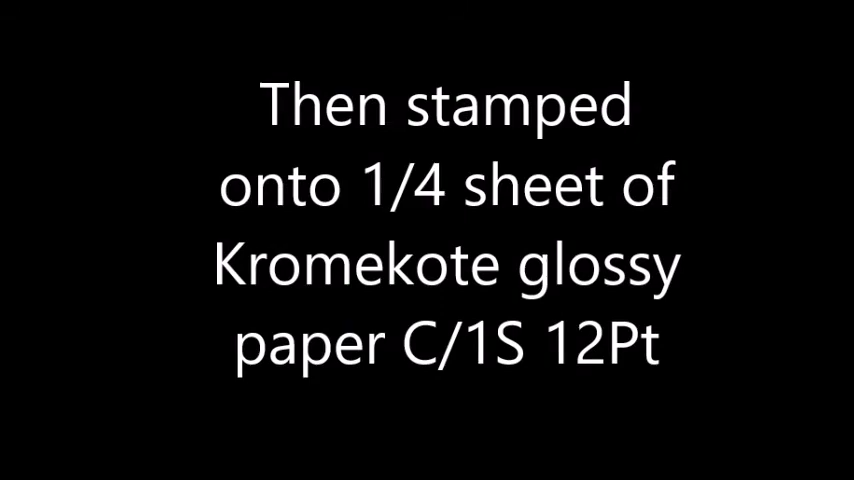 Then stamped
onto 1/4 sheet of
Kromekote glossy
paper C/1S 12Pt